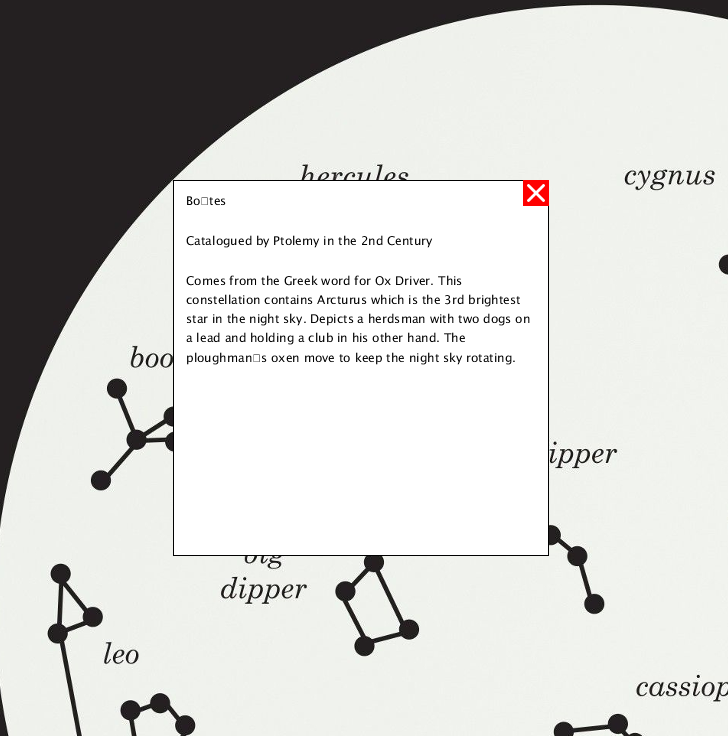 hercules
cygnus
Bo□tes
Catalogued by Ptolemy in the 2nd Century
Comes from the Greek word for Ox Driver. This
constellation contains Arcturus which is the 3rd brightest
star in the night sky. Depicts a herdsman with two dogs on
a lead and holding a club in his other hand. The
ploughman□s oxen move to keep the night sky rotating.
boo
ipper
big
dipper
leo
cassiop